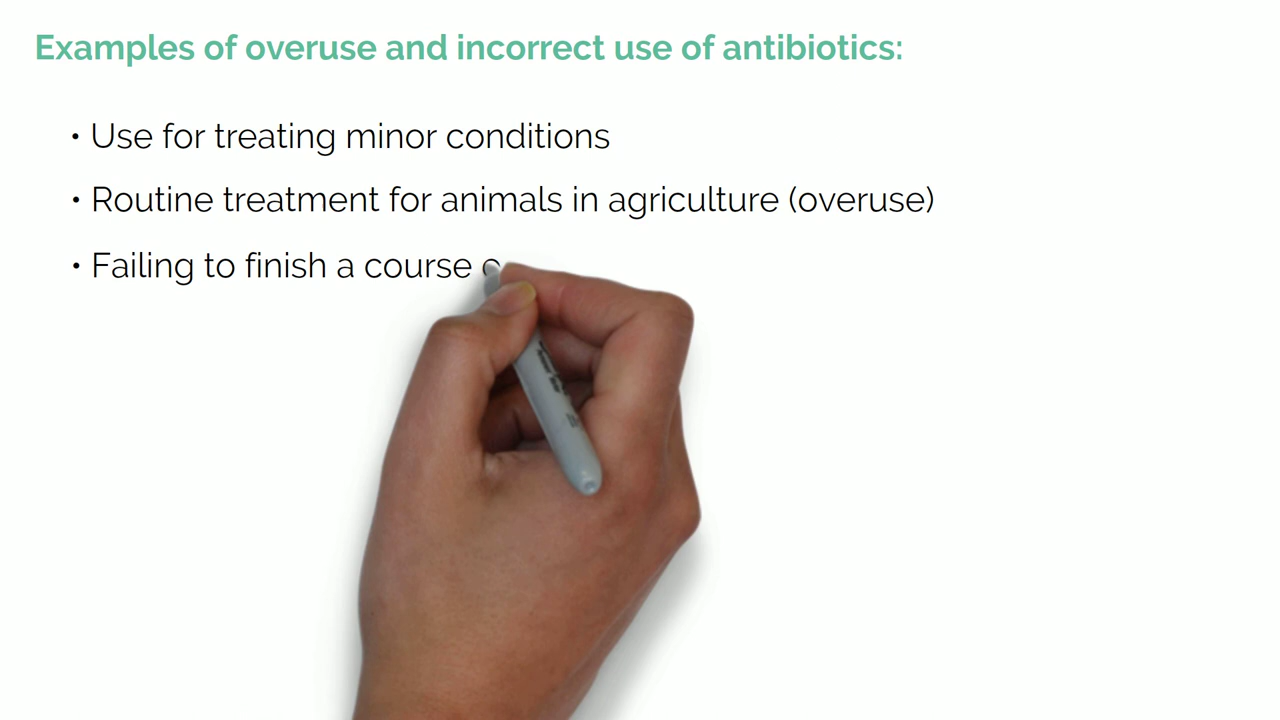 Examples of overuse and incorrect use of antibiotics:
• Use for treating minor conditions
• Routine treatment for animals in agriculture (overuse)
• Failing to finish a course